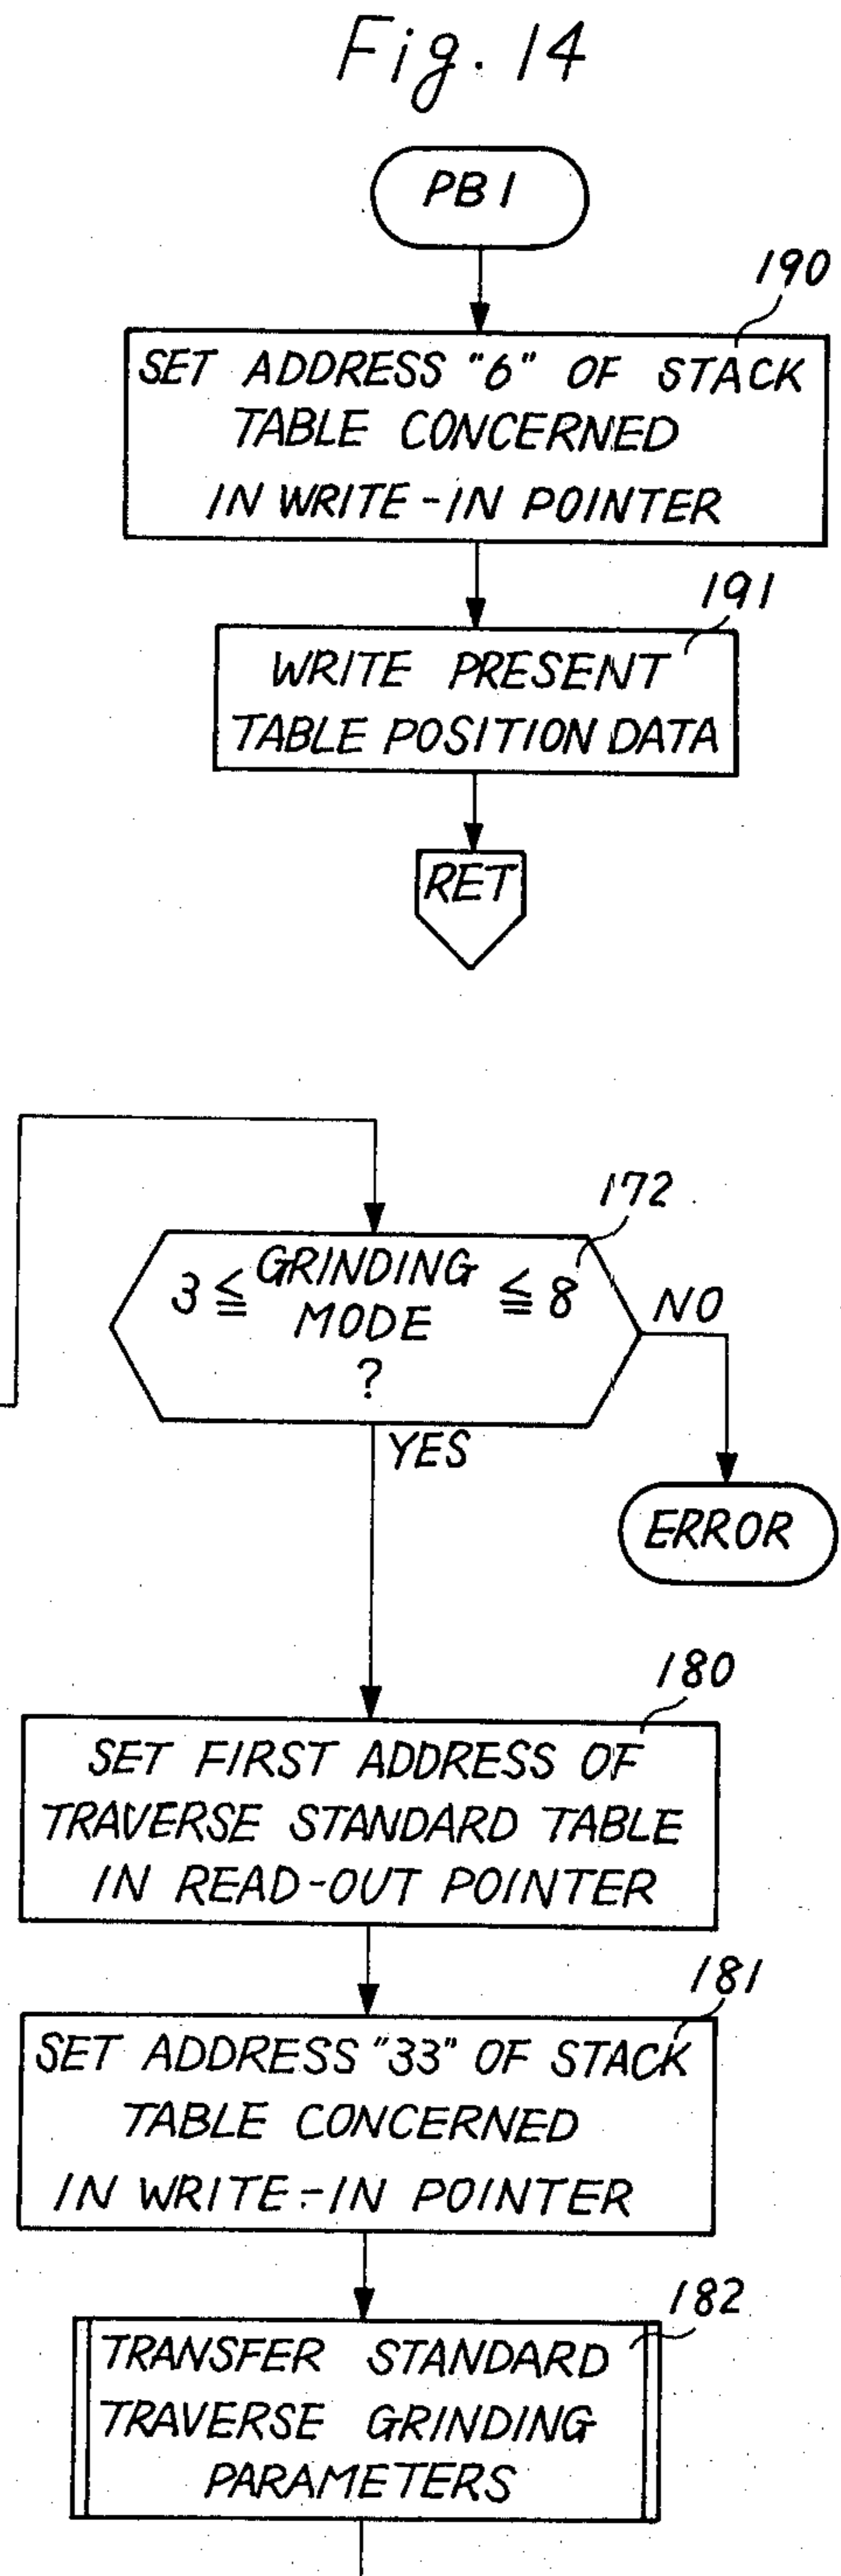 Fig. 14
PB1
190
SET ADDRESS "6" OF STACK
TABLE CONCERNED
IN WRITE-IN POINTER
191
WRITE PRESENT
TABLE POSITION DATA
RET
172
3 ≦ GRINDING MODE ≦ 8
?
NO
YES
ERROR
180
SET FIRST ADDRESS OF
TRAVERSE STANDARD TABLE
IN READ-OUT POINTER
181
SET ADDRESS "33" OF STACK
TABLE CONCERNED
IN WRITE-IN POINTER
182
TRANSFER STANDARD
TRAVERSE GRINDING
PARAMETERS